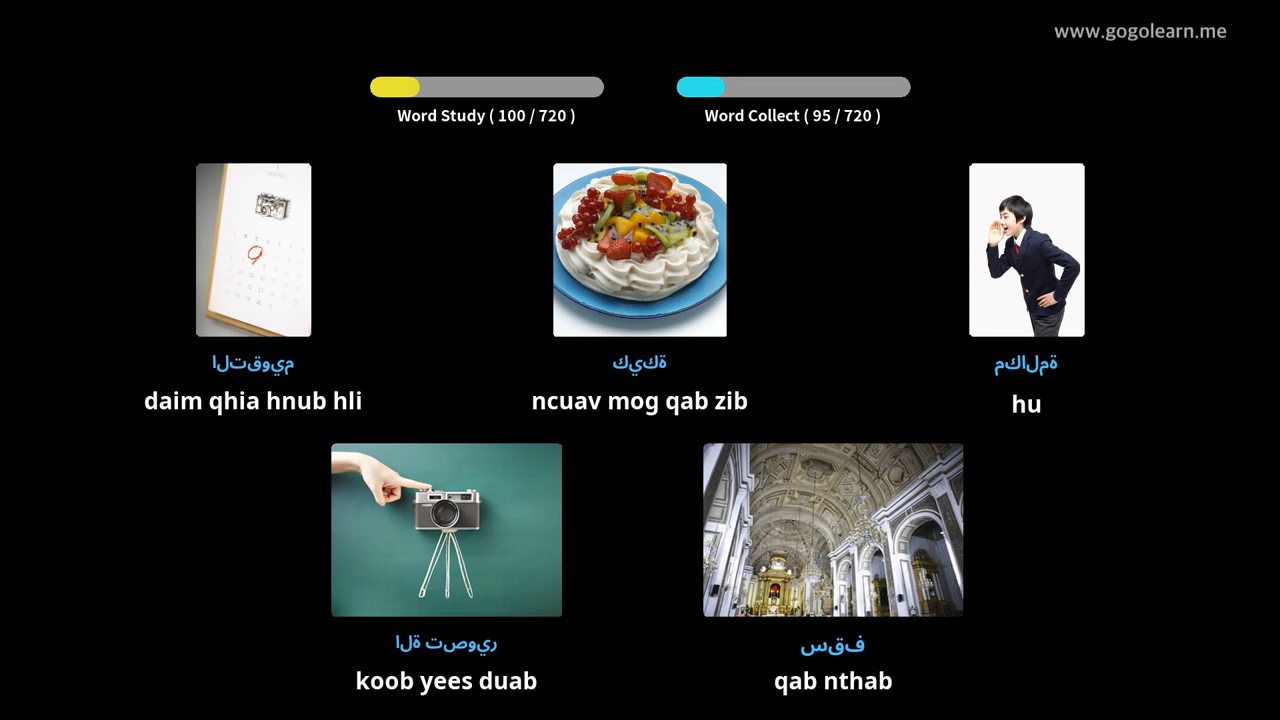 www.gogolearn.me
Word Study ( 100 / 720 )
Word Collect ( 95 / 720 )
التقويم
كيكة
مكالمة
daim qhia hnub hli
ncuav mog qab zib
hu
الة تصوير
سقف
koob yees duab
qab nthab